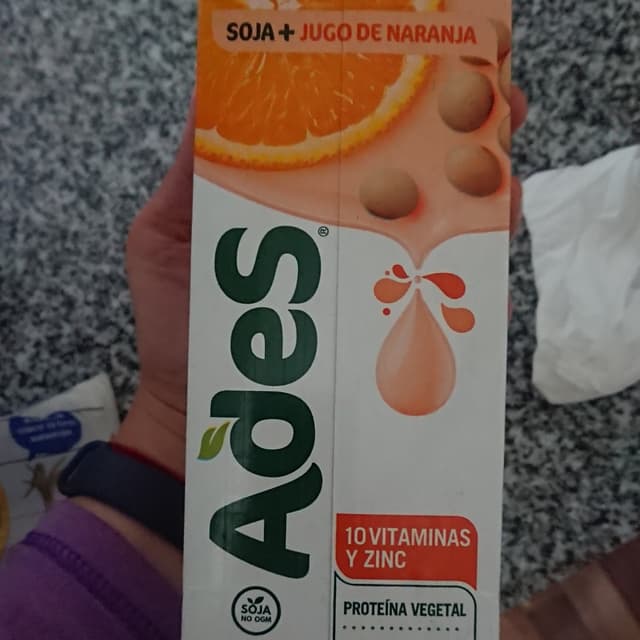 SOJA + JUGO DE NARANJA
AdeS®
10 VITAMINAS
Y ZINC
PROTEÍNA VEGETAL
SOJA
NO OGM